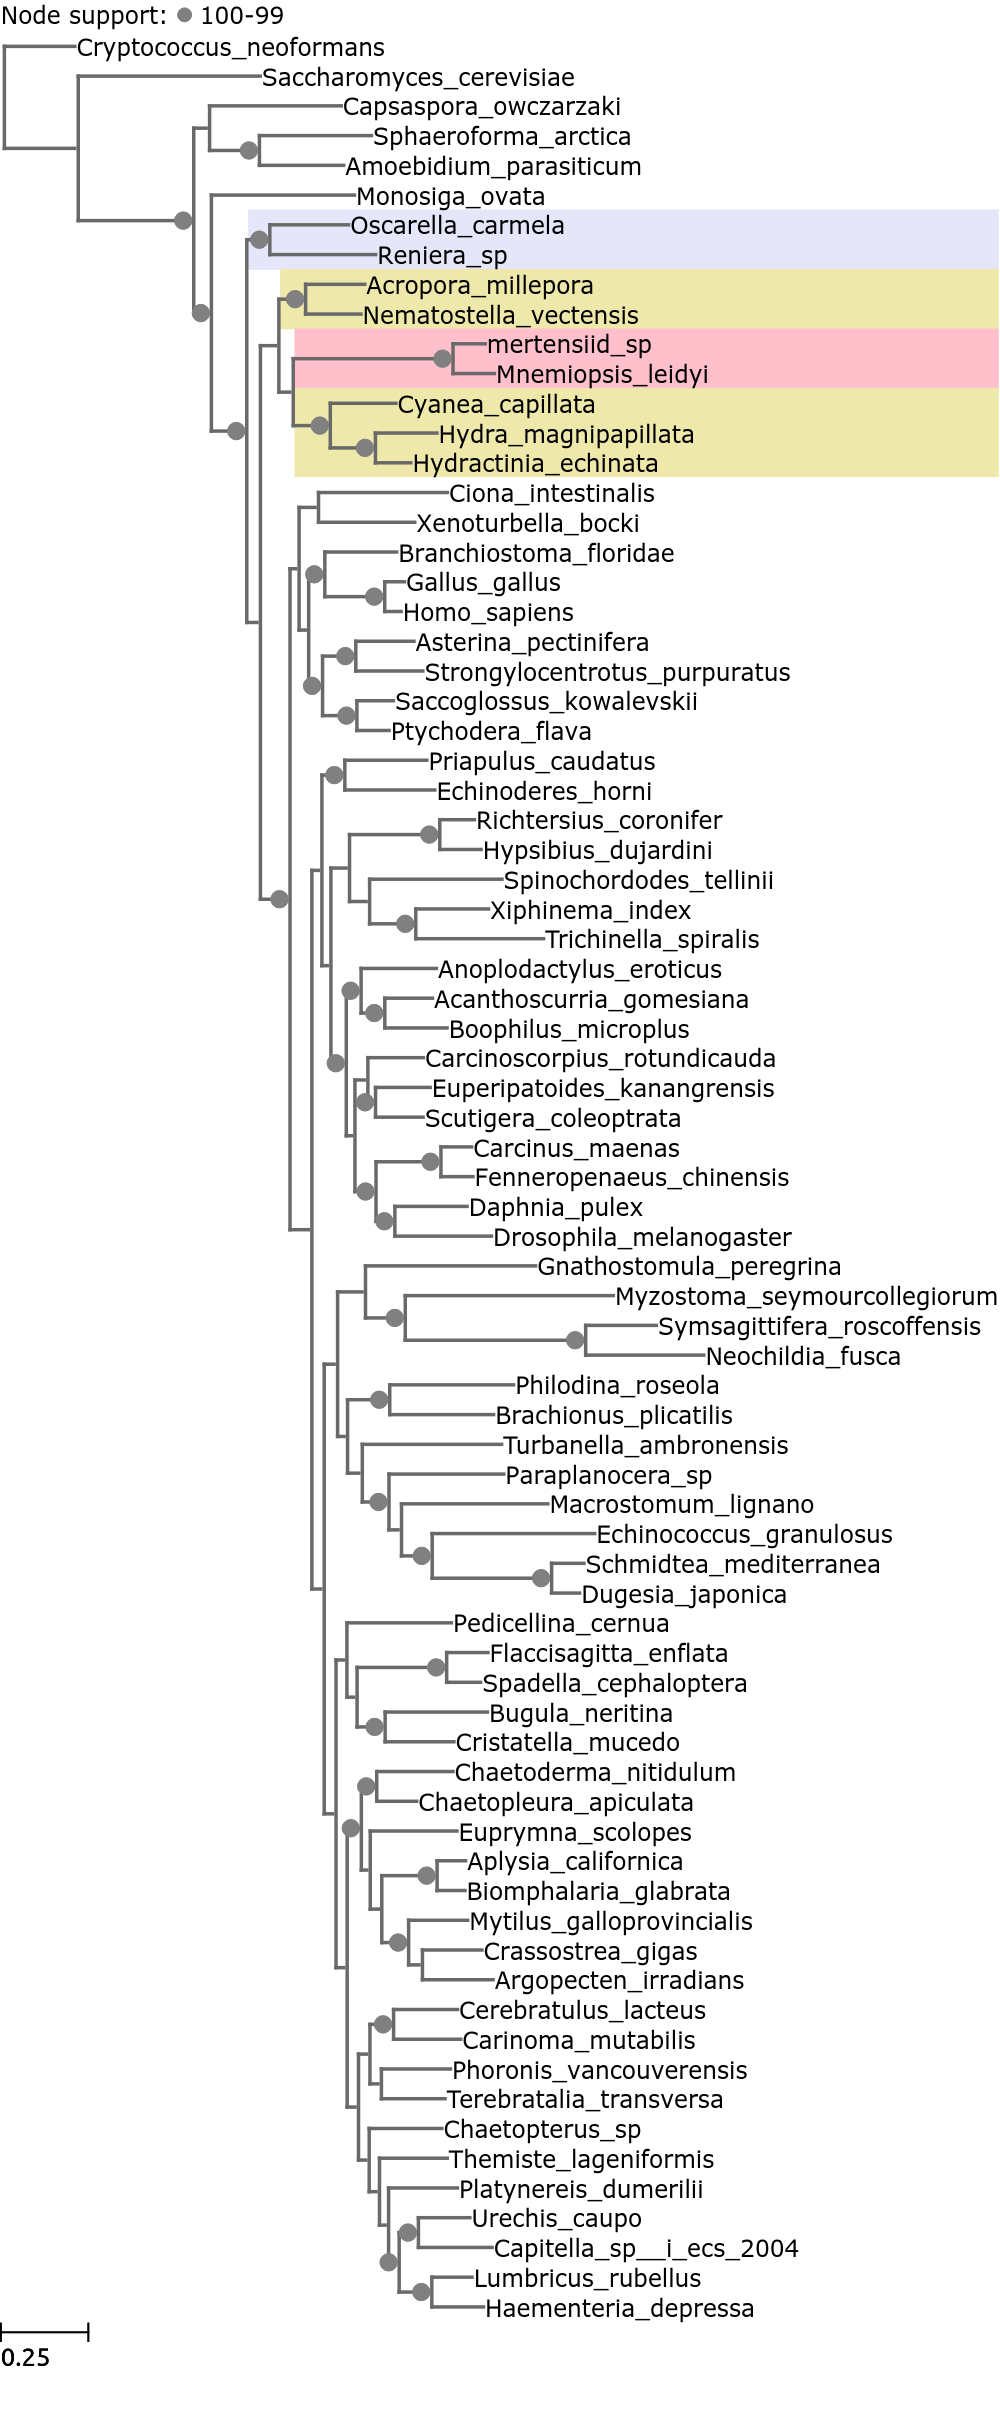 Node support: 100-99
Cryptococcus_neoformans
Saccharomyces_cerevisiae
Capsaspora_owczarzaki
Sphaeroforma_arctica
Amoebidium_parasiticum
Monosiga_ovata
Oscarella_carmela
Reniera_sp
Acropora_millepora
Nematostella_vectensis
mertensiid_sp
Mnemiopsis_leidyi
Cyanea_capillata
Hydra_magnipapillata
Hydractinia_echinata
Ciona_intestinalis
Xenoturbella_bocki
Branchiostoma_floridae
Gallus_gallus
Homo_sapiens
Asterina_pectinifera
Strongylocentrotus_purpuratus
Saccoglossus_kowalevskii
Ptychodera_flava
Priapulus_caudatus
Echinoderes_horni
Richtersius_coronifer
Hypsibius_dujardini
Spinochordodes_tellinii
Xiphinema_index
Trichinella_spiralis
Anoplodactylus_eroticus
Acanthoscurria_gomesiana
Boophilus_microplus
Carcinoscorpius_rotundicauda
Euperipatoides_kanangrensis
Scutigera_coleoptrata
Carcinus_maenas
Fenneropenaeus_chinensis
Daphnia_pulex
Drosophila_melanogaster
Gnathostomula_peregrina
Myzostoma_seymourcollegiorum
Symsagittifera_roscoffensis
Neochildia_fusca
Philodina_roseola
Brachionus_plicatilis
Turbanella_ambronensis
Paraplanocera_sp
Macrostomum_lignano
Echinococcus_granulosus
Schmidtea_mediterranea
Dugesia_japonica
Pedicellina_cernua
Flaccisagitta_enflata
Spadella_cephaloptera
Bugula_neritina
Cristatella_mucedo
Chaetoderma_nitidulum
Chaetopleura_apiculata
Euprymna_scolopes
Aplysia_californica
Biomphalaria_glabrata
Mytilus_galloprovincialis
Crassostrea_gigas
Argopecten_irradians
Cerebratulus_lacteus
Carinoma_mutabilis
Phoronis_vancouverensis
Terebratalia_transversa
Chaetopterus_sp
Themiste_lageniformis
Platynereis_dumerilii
Urechis_caupo
Capitella_sp__i_ecs_2004
Lumbricus_rubellus
Haementeria_depressa
0.25